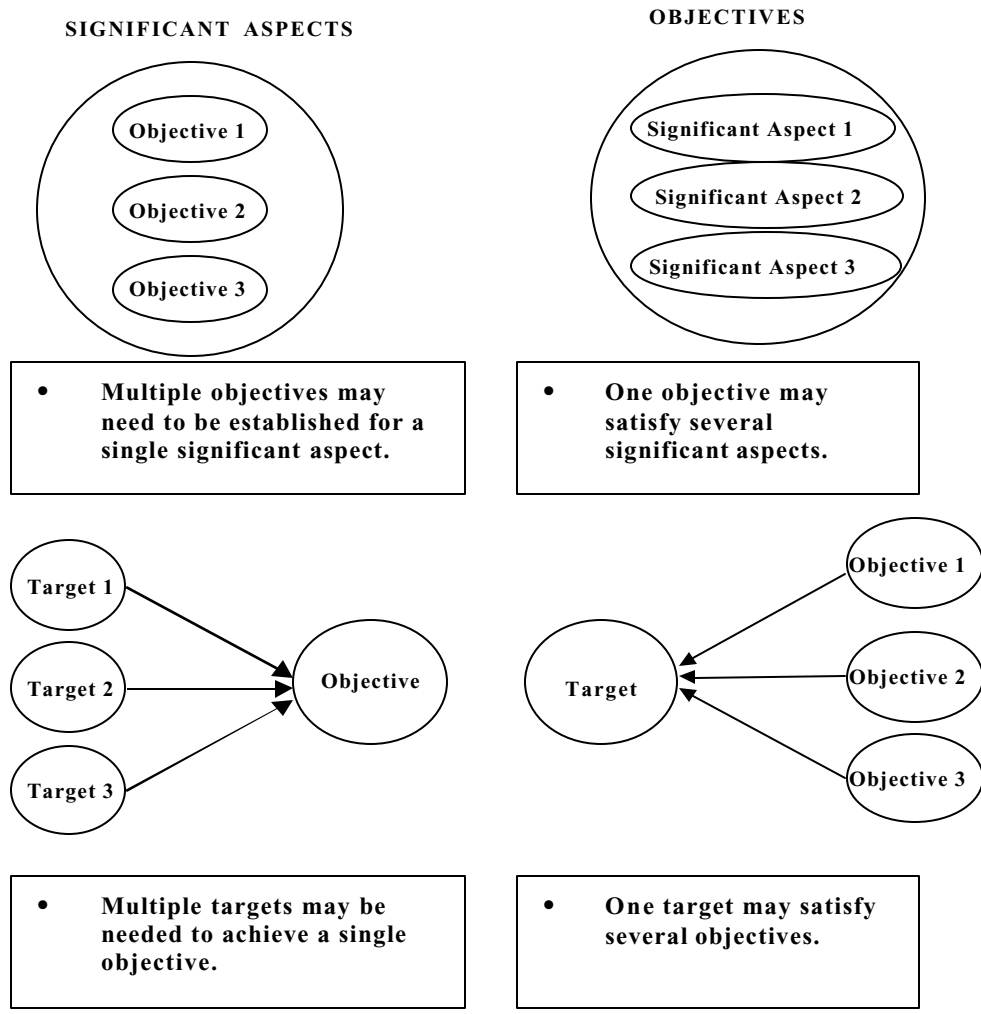 SIGNIFICANT ASPECTS
Objective 1
Objective 2
Objective 3
OBJECTIVES
Significant Aspect 1
Significant Aspect 2
Significant Aspect 3
• Multiple objectives may
need to be established for a
single significant aspect.
• One objective may
satisfy several
significant aspects.
Target 1
Target 2
Target 3
Objective
Target
Objective 1
Objective 2
Objective 3
• Multiple targets may be
needed to achieve a single
objective.
• One target may satisfy
several objectives.